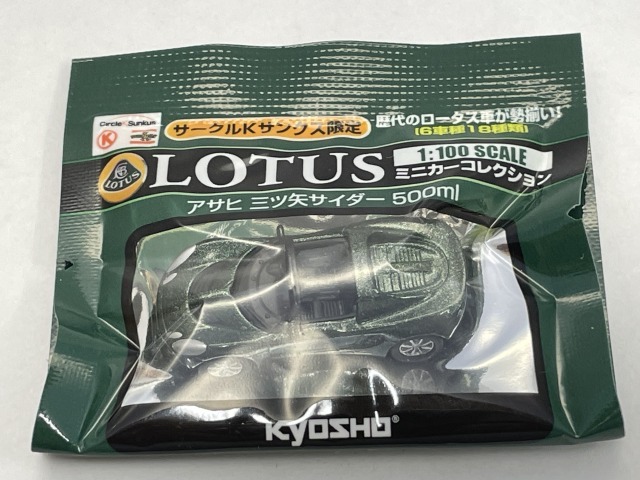 Circle K Sunkus
K
サークルKサンクス限定
歴代のロータス車が勢揃い!
(6車種18種類)
LOTUS
LOTUS
1:100 SCALE
ミニカーコレクション
アサヒ 三ツ矢サイダー 500ml
KYOSHO®